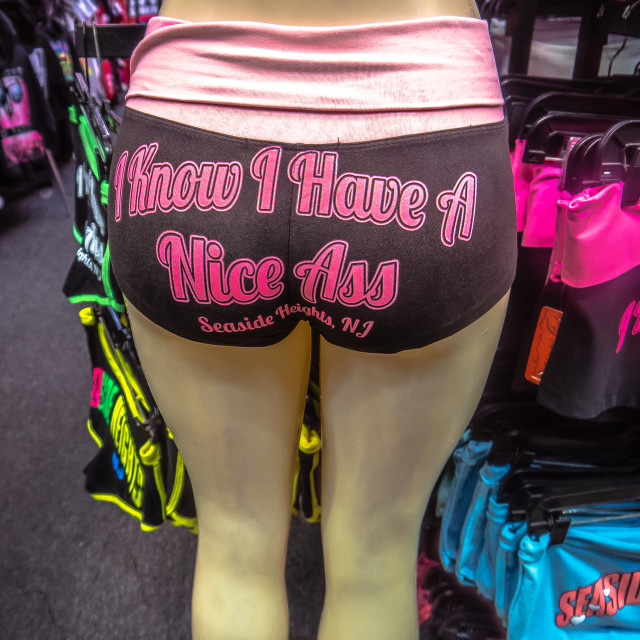 I Know I Have A
Nice Ass
Seaside Heights, NJ